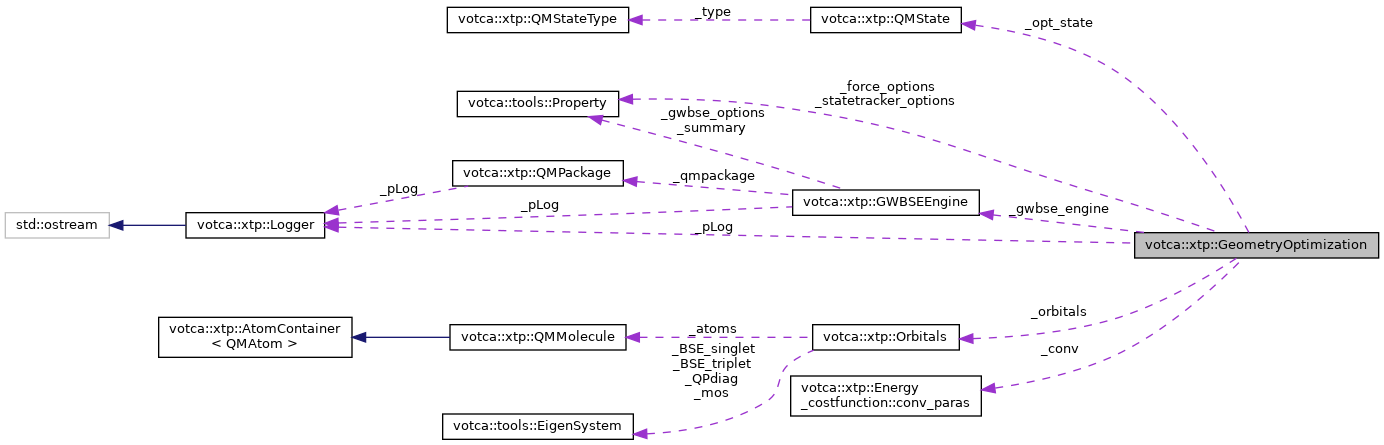 votca::xtp::QMStateType
_type
votca::xtp::QMState
_opt_state
votca::tools::Property
_force_options
_statetracker_options
_gwbse_options
_summary
votca::xtp::QMPackage
_qmpackage
_pLog
votca::xtp::GWBSEEngine
_gwbse_engine
std::ostream
votca::xtp::Logger
_pLog
_pLog
votca::xtp::GeometryOptimization
votca::xtp::AtomContainer
< QMAtom >
votca::xtp::QMMolecule
_atoms
votca::xtp::Orbitals
_orbitals
_BSE_singlet
_BSE_triplet
_QPdiag
_mos
_conv
votca::xtp::Energy
_costfunction::conv_paras
votca::tools::EigenSystem